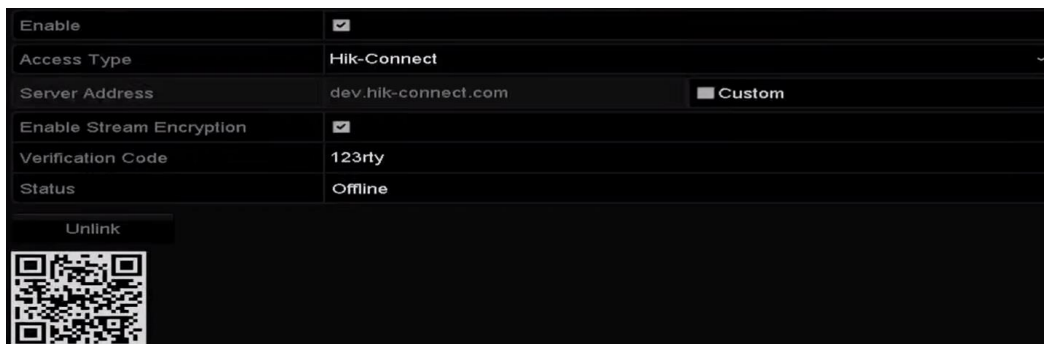 Enable
Access Type Hik-Connect
Server Address dev.hik-connect.com Custom
Enable Stream Encryption
Verification Code 123rty
Status Offline
Unlink